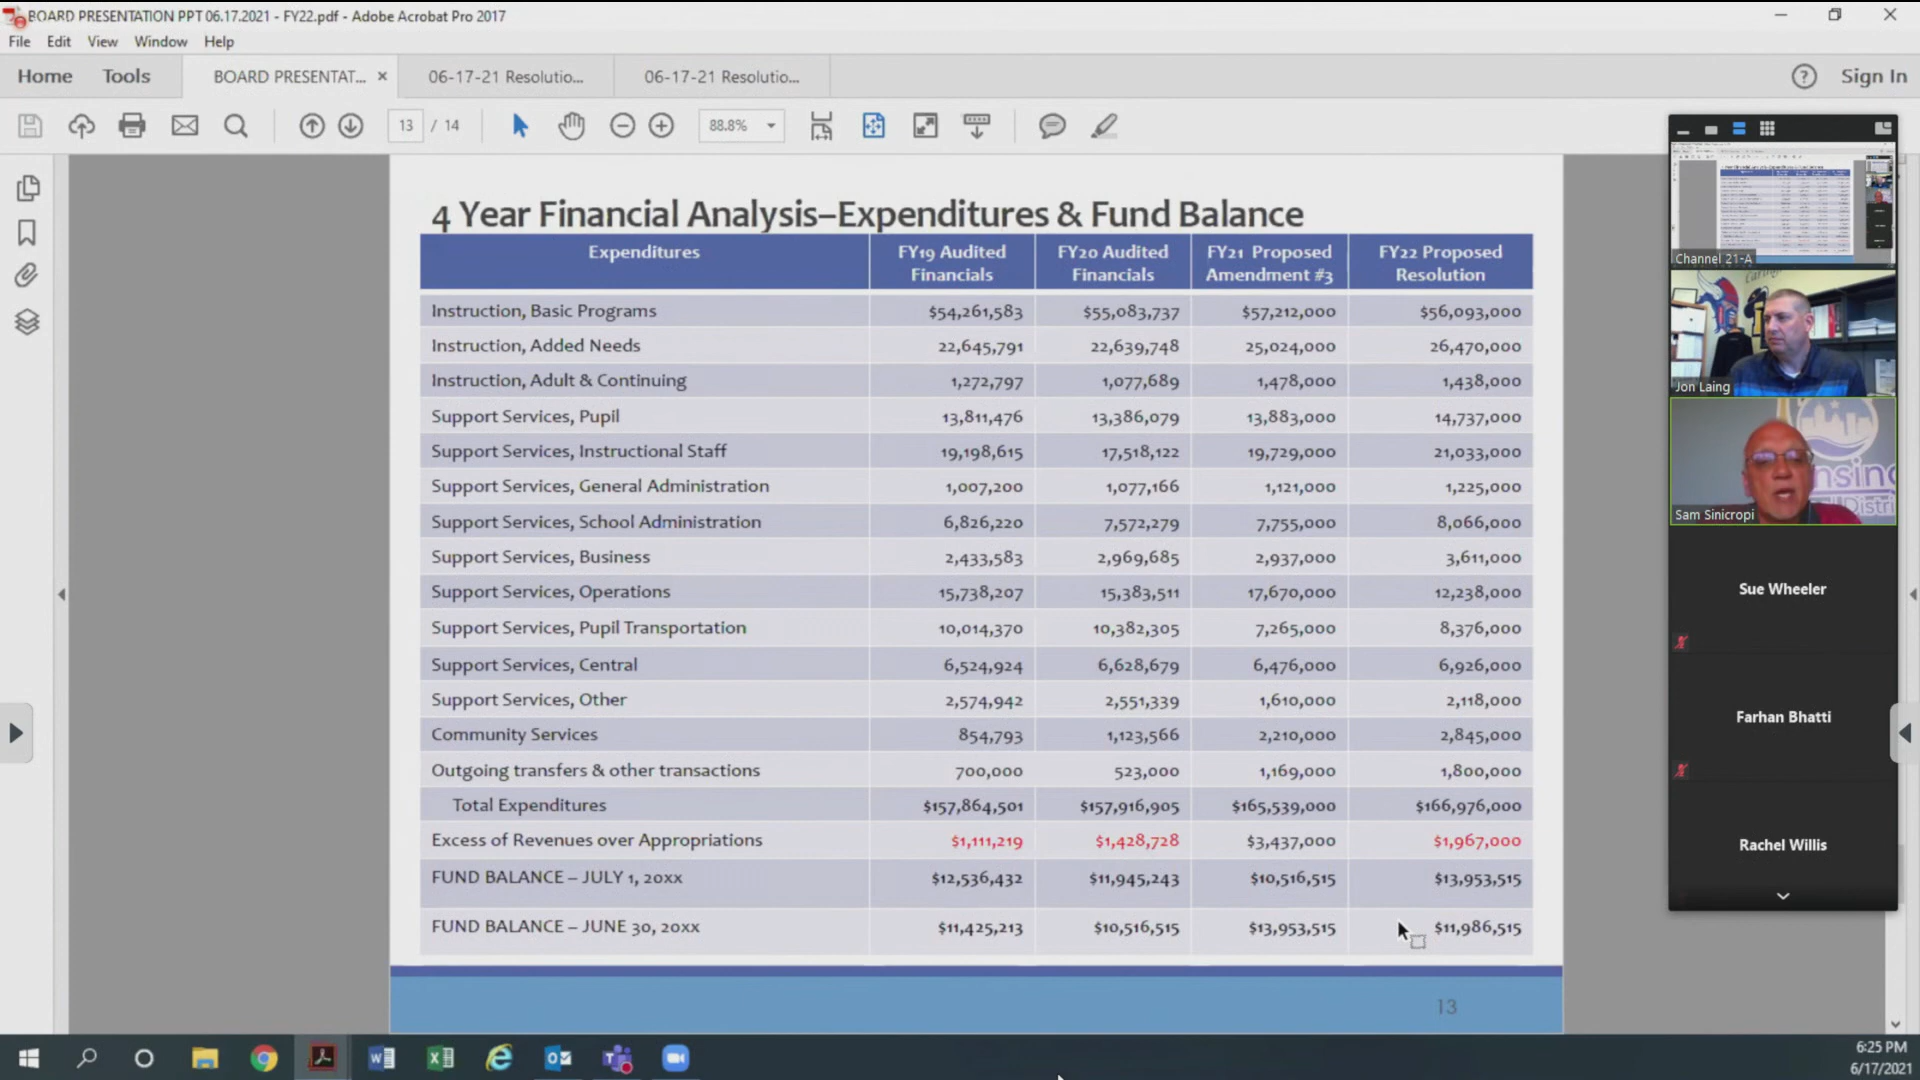 BOARD PRESENTATION PPT 06.17.2021 - FY22.pdf - Adobe Acrobat Pro 2017
File Edit View Window Help
Home Tools BOARD PRESENTAT... 06-17-21 Resolutio... 06-17-21 Resolutio... Sign In
13 / 14 88.8%
4 Year Financial Analysis–Expenditures & Fund Balance
Expenditures FY19 Audited Financials FY20 Audited Financials FY21 Proposed Amendment #3 FY22 Proposed Resolution
Instruction, Basic Programs $54,261,583 $55,083,737 $57,212,000 $56,093,000
Instruction, Added Needs 22,645,791 22,639,748 25,024,000 26,470,000
Instruction, Adult & Continuing 1,272,797 1,077,689 1,478,000 1,438,000
Support Services, Pupil 13,811,476 13,386,079 13,883,000 14,737,000
Support Services, Instructional Staff 19,198,615 17,518,122 19,729,000 21,033,000
Support Services, General Administration 1,007,200 1,077,166 1,121,000 1,225,000
Support Services, School Administration 6,826,220 7,572,279 7,755,000 8,066,000
Support Services, Business 2,433,583 2,969,685 2,937,000 3,611,000
Support Services, Operations 15,738,207 15,383,511 17,670,000 12,238,000
Support Services, Pupil Transportation 10,014,370 10,382,305 7,265,000 8,376,000
Support Services, Central 6,524,924 6,628,679 6,476,000 6,926,000
Support Services, Other 2,574,942 2,551,339 1,610,000 2,118,000
Community Services 854,793 1,123,566 2,210,000 2,845,000
Outgoing transfers & other transactions 700,000 523,000 1,169,000 1,800,000
Total Expenditures $157,864,501 $157,916,905 $165,539,000 $166,976,000
Excess of Revenues over Appropriations $1,111,219 $1,428,728 $3,437,000 $1,967,000
FUND BALANCE – JULY 1, 20XX $12,536,432 $11,945,243 $10,516,515 $13,953,515
FUND BALANCE – JUNE 30, 20XX $11,425,213 $10,516,515 $13,953,515 $11,986,515
13
Channel 21-A
Jon Laing
Sam Sinicropi
Sue Wheeler
Farhan Bhatti
Rachel Willis
6:25 PM
6/17/2021